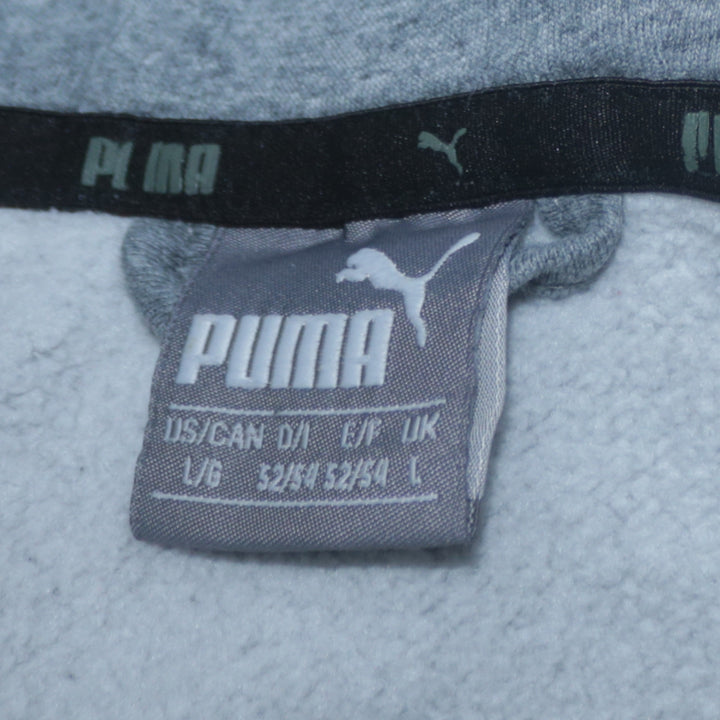 PUMA
PUMA
US/CAN D/I E/F UK
L/G 52/54 52/54 L